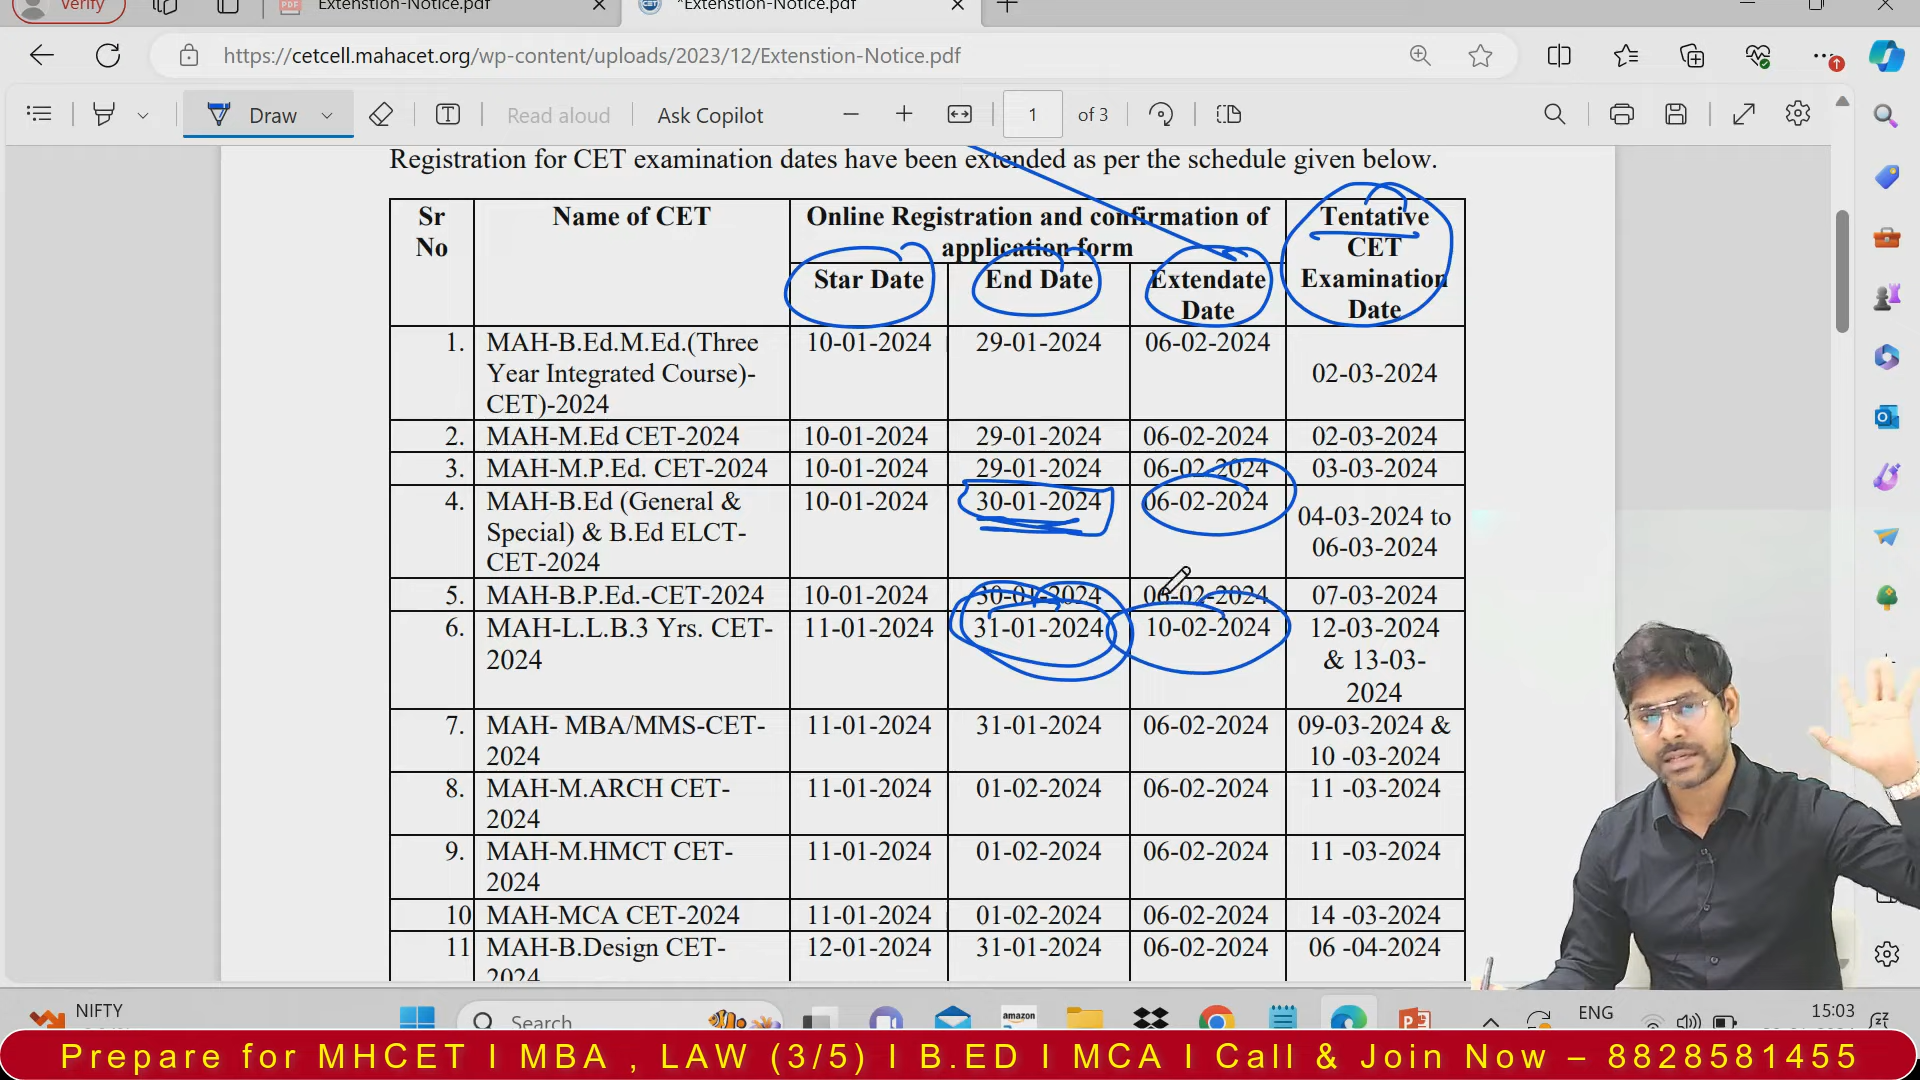 Verify
Extenstion-Notice.pdf
*Extenstion-Notice.pdf
https://cetcell.mahacet.org/wp-content/uploads/2023/12/Extenstion-Notice.pdf
Draw
Read aloud
Ask Copilot
1 of 3
Registration for CET examination dates have been extended as per the schedule given below.
Sr No
Name of CET
Online Registration and confirmation of application form
Tentative CET Examination Date
Star Date
End Date
Extendate Date
1. MAH-B.Ed.M.Ed.(Three Year Integrated Course)-CET)-2024 10-01-2024 29-01-2024 06-02-2024 02-03-2024
2. MAH-M.Ed CET-2024 10-01-2024 29-01-2024 06-02-2024 02-03-2024
3. MAH-M.P.Ed. CET-2024 10-01-2024 29-01-2024 06-02-2024 03-03-2024
4. MAH-B.Ed (General & Special) & B.Ed ELCT-CET-2024 10-01-2024 30-01-2024 06-02-2024 04-03-2024 to 06-03-2024
5. MAH-B.P.Ed.-CET-2024 10-01-2024 30-01-2024 06-02-2024 07-03-2024
6. MAH-L.L.B.3 Yrs. CET-2024 11-01-2024 31-01-2024 10-02-2024 12-03-2024 & 13-03-2024
7. MAH- MBA/MMS-CET-2024 11-01-2024 31-01-2024 06-02-2024 09-03-2024 & 10 -03-2024
8. MAH-M.ARCH CET-2024 11-01-2024 01-02-2024 06-02-2024 11 -03-2024
9. MAH-M.HMCT CET-2024 11-01-2024 01-02-2024 06-02-2024 11 -03-2024
10 MAH-MCA CET-2024 11-01-2024 01-02-2024 06-02-2024 14 -03-2024
11 MAH-B.Design CET-2024 12-01-2024 31-01-2024 06-02-2024 06 -04-2024
NIFTY
Search
amazon
ENG
15:03
Prepare for MHCET I MBA , LAW (3/5) I B.ED I MCA I Call & Join Now – 8828581455